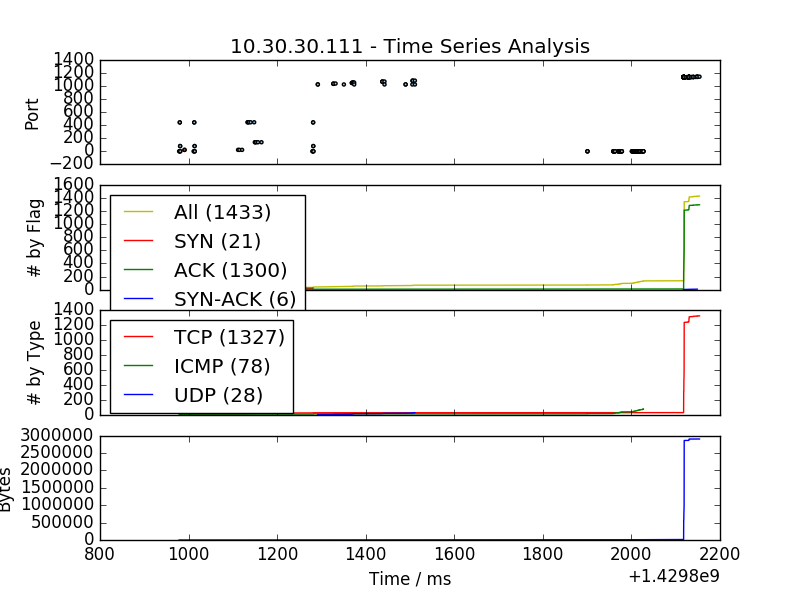 10.30.30.111 - Time Series Analysis
1400
1200
1000
800
600
400
200
0
−200
Port
1600
1400
1200
1000
800
600
400
200
0
# by Flag
All (1433)
SYN (21)
ACK (1300)
SYN-ACK (6)
1400
1200
1000
800
600
400
200
0
# by Type
TCP (1327)
ICMP (78)
UDP (28)
3000000
2500000
2000000
1500000
1000000
500000
0
Bytes
800 1000 1200 1400 1600 1800 2000 2200
Time / ms
+1.4298e9